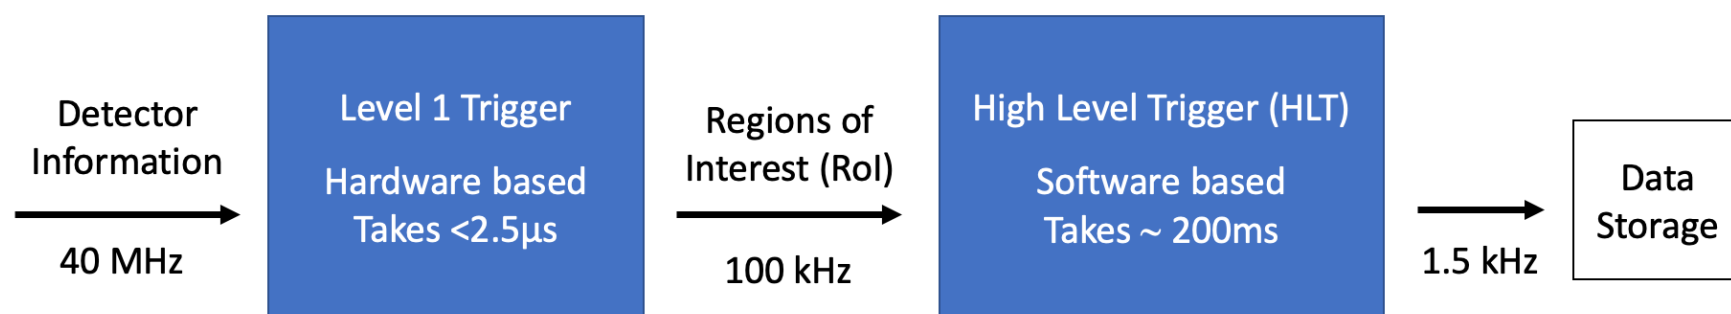 Detector
Information
40 MHz
Level 1 Trigger
Hardware based
Takes <2.5μs
Regions of
Interest (RoI)
100 kHz
High Level Trigger (HLT)
Software based
Takes ~ 200ms
1.5 kHz
Data
Storage